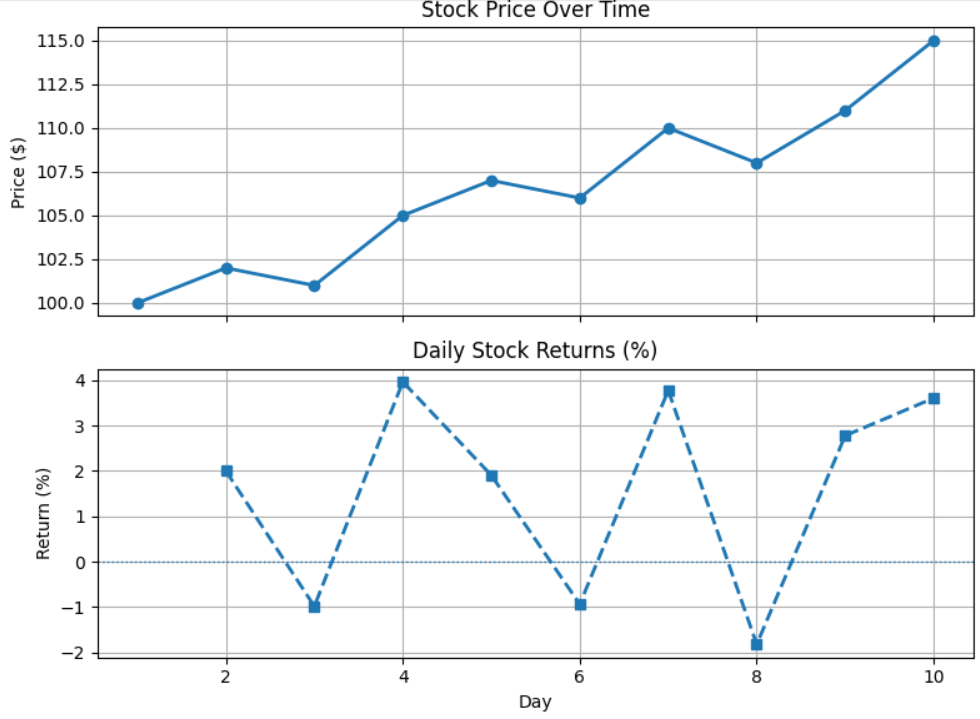 Stock Price Over Time
115.0
112.5
110.0
107.5
105.0
102.5
100.0
Price ($)
Daily Stock Returns (%)
4
3
2
1
0
−1
−2
Return (%)
2 4 6 8 10
Day